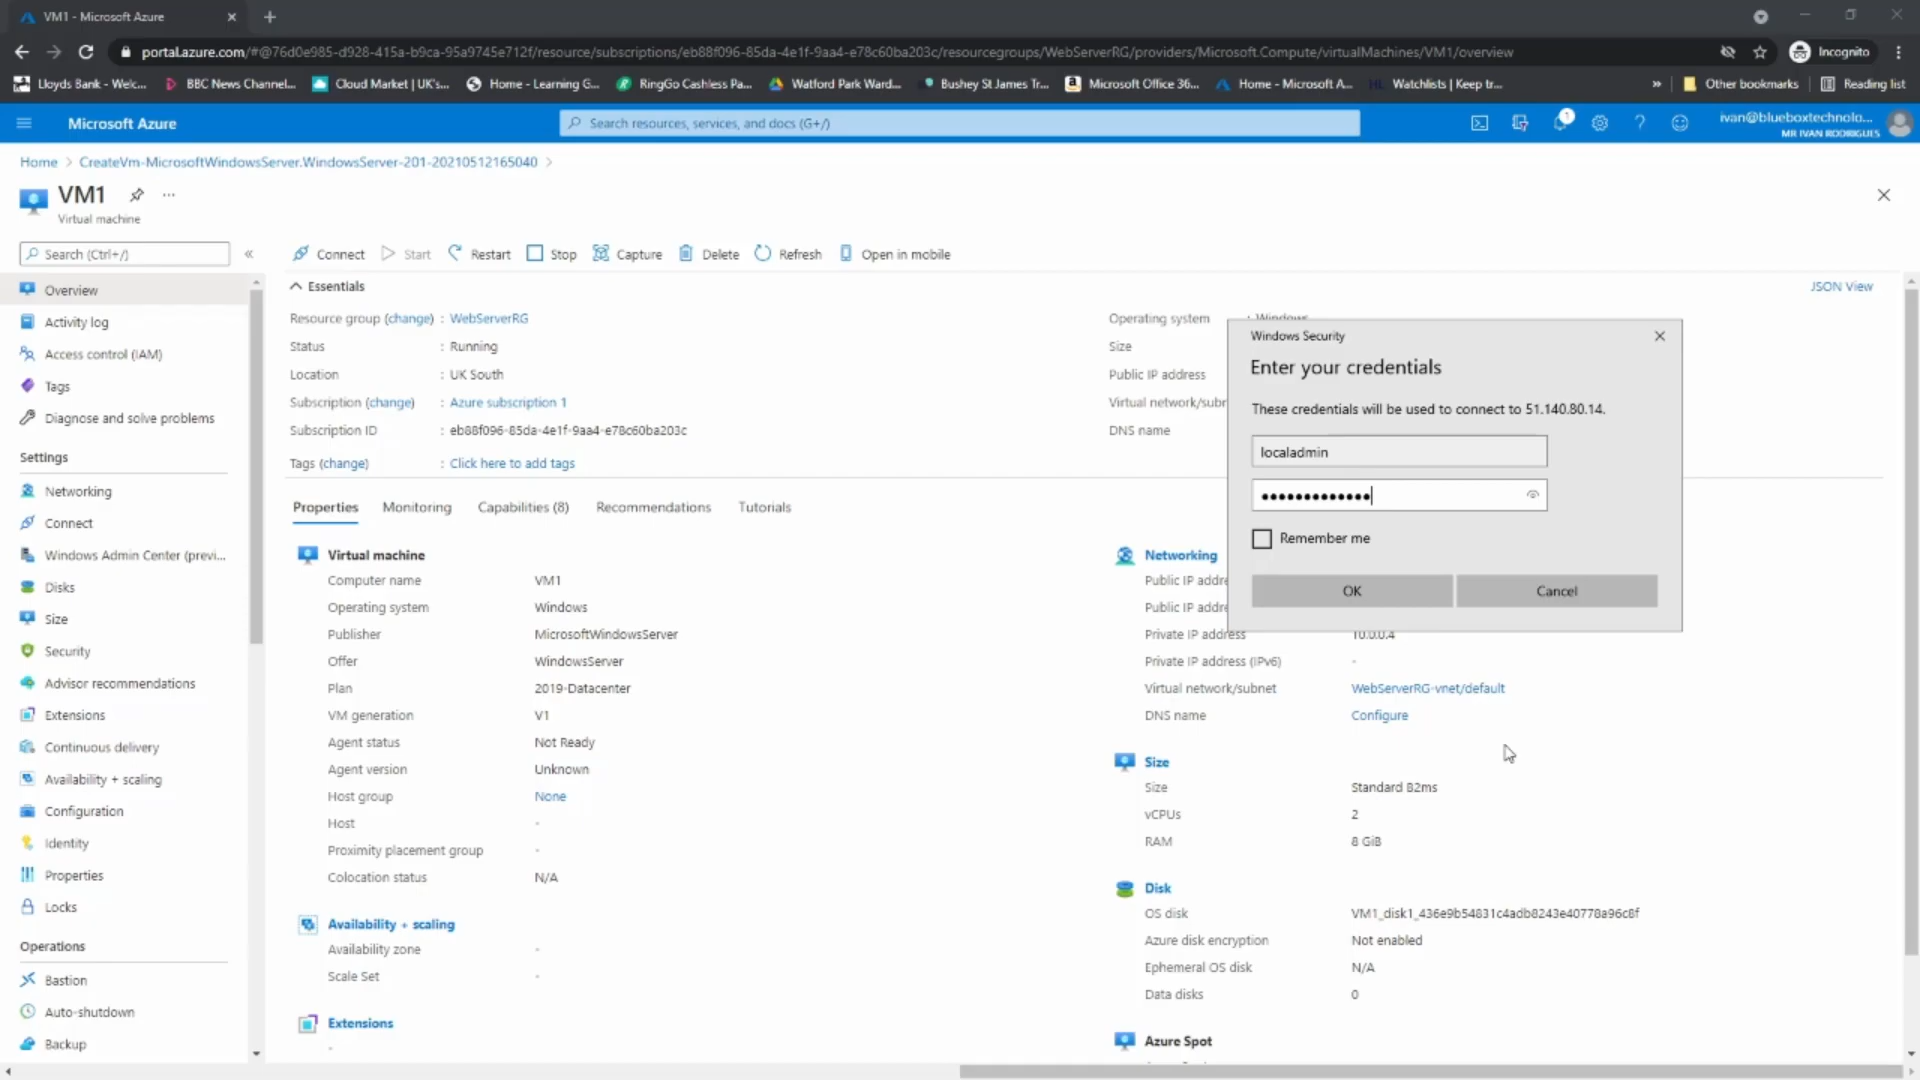 VM1 - Microsoft Azure
portal.azure.com/#@76d0e985-d928-415a-b9ca-95a9745e712f/resource/subscriptions/eb88f096-85da-4e1f-9aa4-e78c60ba203c/resourcegroups/WebServerRG/providers/Microsoft.Compute/virtualMachines/VM1/overview
Incognito
Lloyds Bank - Welc...
BBC News Channel...
Cloud Market | UK's...
Home - Learning G...
RingGo Cashless Pa...
Watford Park Ward...
Bushey St James Tr...
Microsoft Office 36...
Home - Microsoft A...
Watchlists | Keep tr...
Other bookmarks
Reading list
Microsoft Azure
Search resources, services, and docs (G+/)
1
ivan@blueboxtechnolo...
MR IVAN RODRIGUES
Home > CreateVm-MicrosoftWindowsServer.WindowsServer-201-20210512165040 >
VM1
Virtual machine
Search (Ctrl+/)
Connect
Start
Restart
Stop
Capture
Delete
Refresh
Open in mobile
Overview
Activity log
Access control (IAM)
Tags
Diagnose and solve problems
Settings
Networking
Connect
Windows Admin Center (previ...
Disks
Size
Security
Advisor recommendations
Extensions
Continuous delivery
Availability + scaling
Configuration
Identity
Properties
Locks
Operations
Bastion
Auto-shutdown
Backup
Essentials
JSON View
Resource group (change) : WebServerRG
Status : Running
Location : UK South
Subscription (change) : Azure subscription 1
Subscription ID : eb88f096-85da-4e1f-9aa4-e78c60ba203c
Tags (change) : Click here to add tags
Operating system : Windows
Size
Public IP address
Virtual network/subn
DNS name
Windows Security
Enter your credentials
These credentials will be used to connect to 51.140.80.14.
localadmin
•••••••••••••
Remember me
OK
Cancel
Properties
Monitoring
Capabilities (8)
Recommendations
Tutorials
Virtual machine
Computer name VM1
Operating system Windows
Publisher MicrosoftWindowsServer
Offer WindowsServer
Plan 2019-Datacenter
VM generation V1
Agent status Not Ready
Agent version Unknown
Host group None
Host -
Proximity placement group -
Colocation status N/A
Availability + scaling
Availability zone -
Scale Set -
Extensions
-
Networking
Public IP addre
Public IP addre
Private IP address 10.0.0.4
Private IP address (IPv6) -
Virtual network/subnet WebServerRG-vnet/default
DNS name Configure
Size
Size Standard B2ms
vCPUs 2
RAM 8 GiB
Disk
OS disk VM1_disk1_436e9b54831c4adb8243e40778a96c8f
Azure disk encryption Not enabled
Ephemeral OS disk N/A
Data disks 0
Azure Spot